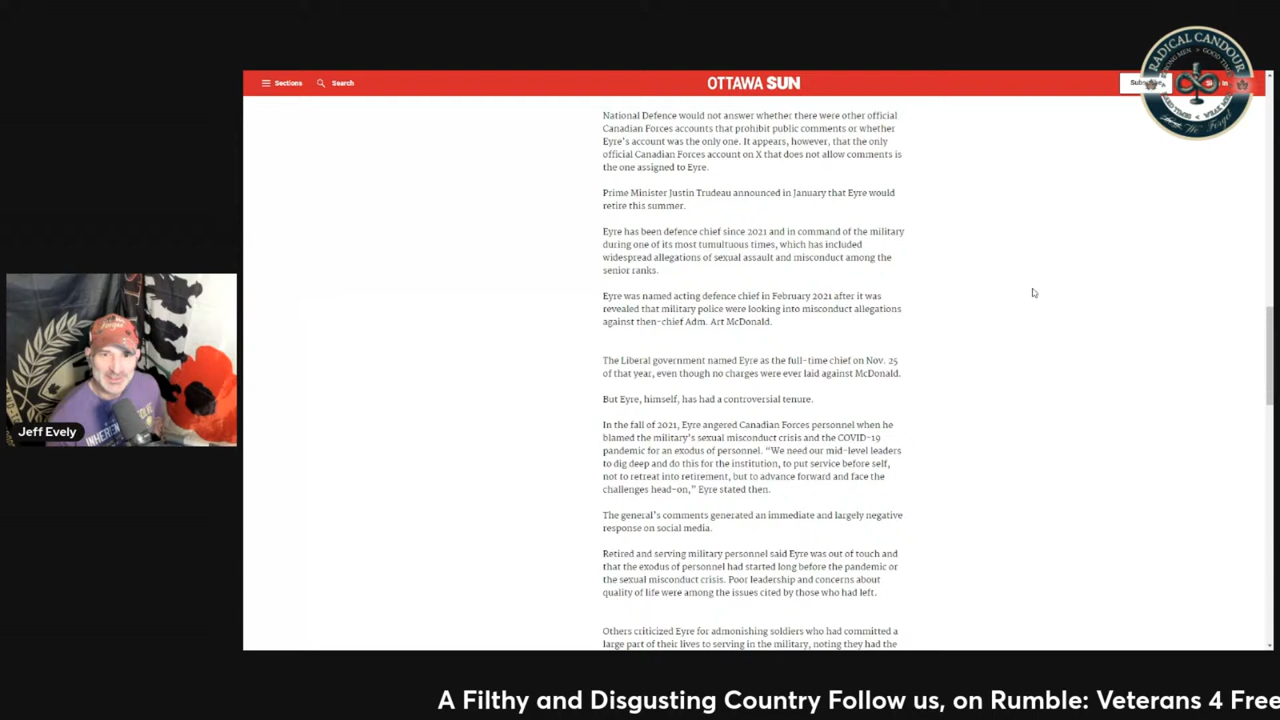 RADICAL CANDOUR
Sections
Search
OTTAWA SUN
National Defence would not answer whether there were other official
Canadian Forces accounts that prohibit public comments or whether
Eyre's account was the only one. It appears, however, that the only
official Canadian Forces account on X that does not allow comments is
the one assigned to Eyre.
Prime Minister Justin Trudeau announced in January that Eyre would
retire this summer.
Eyre has been defence chief since 2021 and in command of the military
during one of its most tumultuous times, which has included
widespread allegations of sexual assault and misconduct among the
senior ranks.
Eyre was named acting defence chief in February 2021 after it was
revealed that military police were looking into misconduct allegations
against then-chief Adm. Art McDonald.
The Liberal government named Eyre as the full-time chief on Nov. 25
of that year, even though no charges were ever laid against McDonald.
But Eyre, himself, has had a controversial tenure.
In the fall of 2021, Eyre angered Canadian Forces personnel when he
blamed the military's sexual misconduct crisis and the COVID-19
pandemic for an exodus of personnel. “We need our mid-level leaders
to dig deep and do this for the institution, to put service before self,
not to retreat into retirement, but to advance forward and face the
challenges head-on,” Eyre stated then.
The general's comments generated an immediate and largely negative
response on social media.
Retired and serving military personnel said Eyre was out of touch and
that the exodus of personnel had started long before the pandemic or
the sexual misconduct crisis. Poor leadership and concerns about
quality of life were among the issues cited by those who had left.
Others criticized Eyre for admonishing soldiers who had committed a
large part of their lives to serving in the military, noting they had the
Jeff Evely
A Filthy and Disgusting Country Follow us, on Rumble: Veterans 4 Free